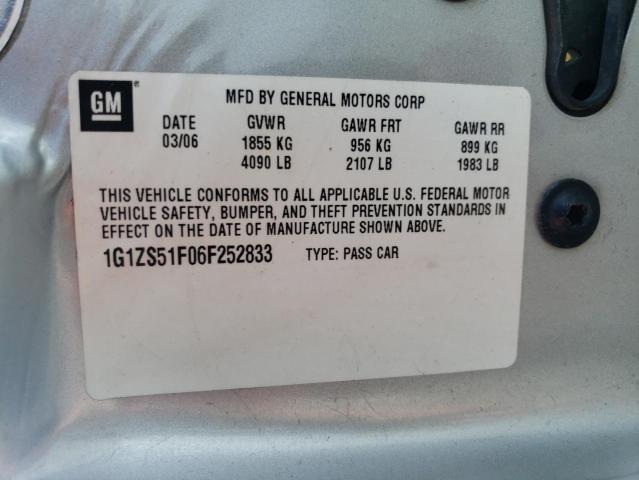 GM
MFD BY GENERAL MOTORS CORP
DATE GVWR GAWR FRT GAWR RR
03/06 1855 KG 956 KG 899 KG
4090 LB 2107 LB 1983 LB
THIS VEHICLE CONFORMS TO ALL APPLICABLE U.S. FEDERAL MOTOR
VEHICLE SAFETY, BUMPER, AND THEFT PREVENTION STANDARDS IN
EFFECT ON THE DATE OF MANUFACTURE SHOWN ABOVE.
1G1ZS51F06F252833 TYPE: PASS CAR